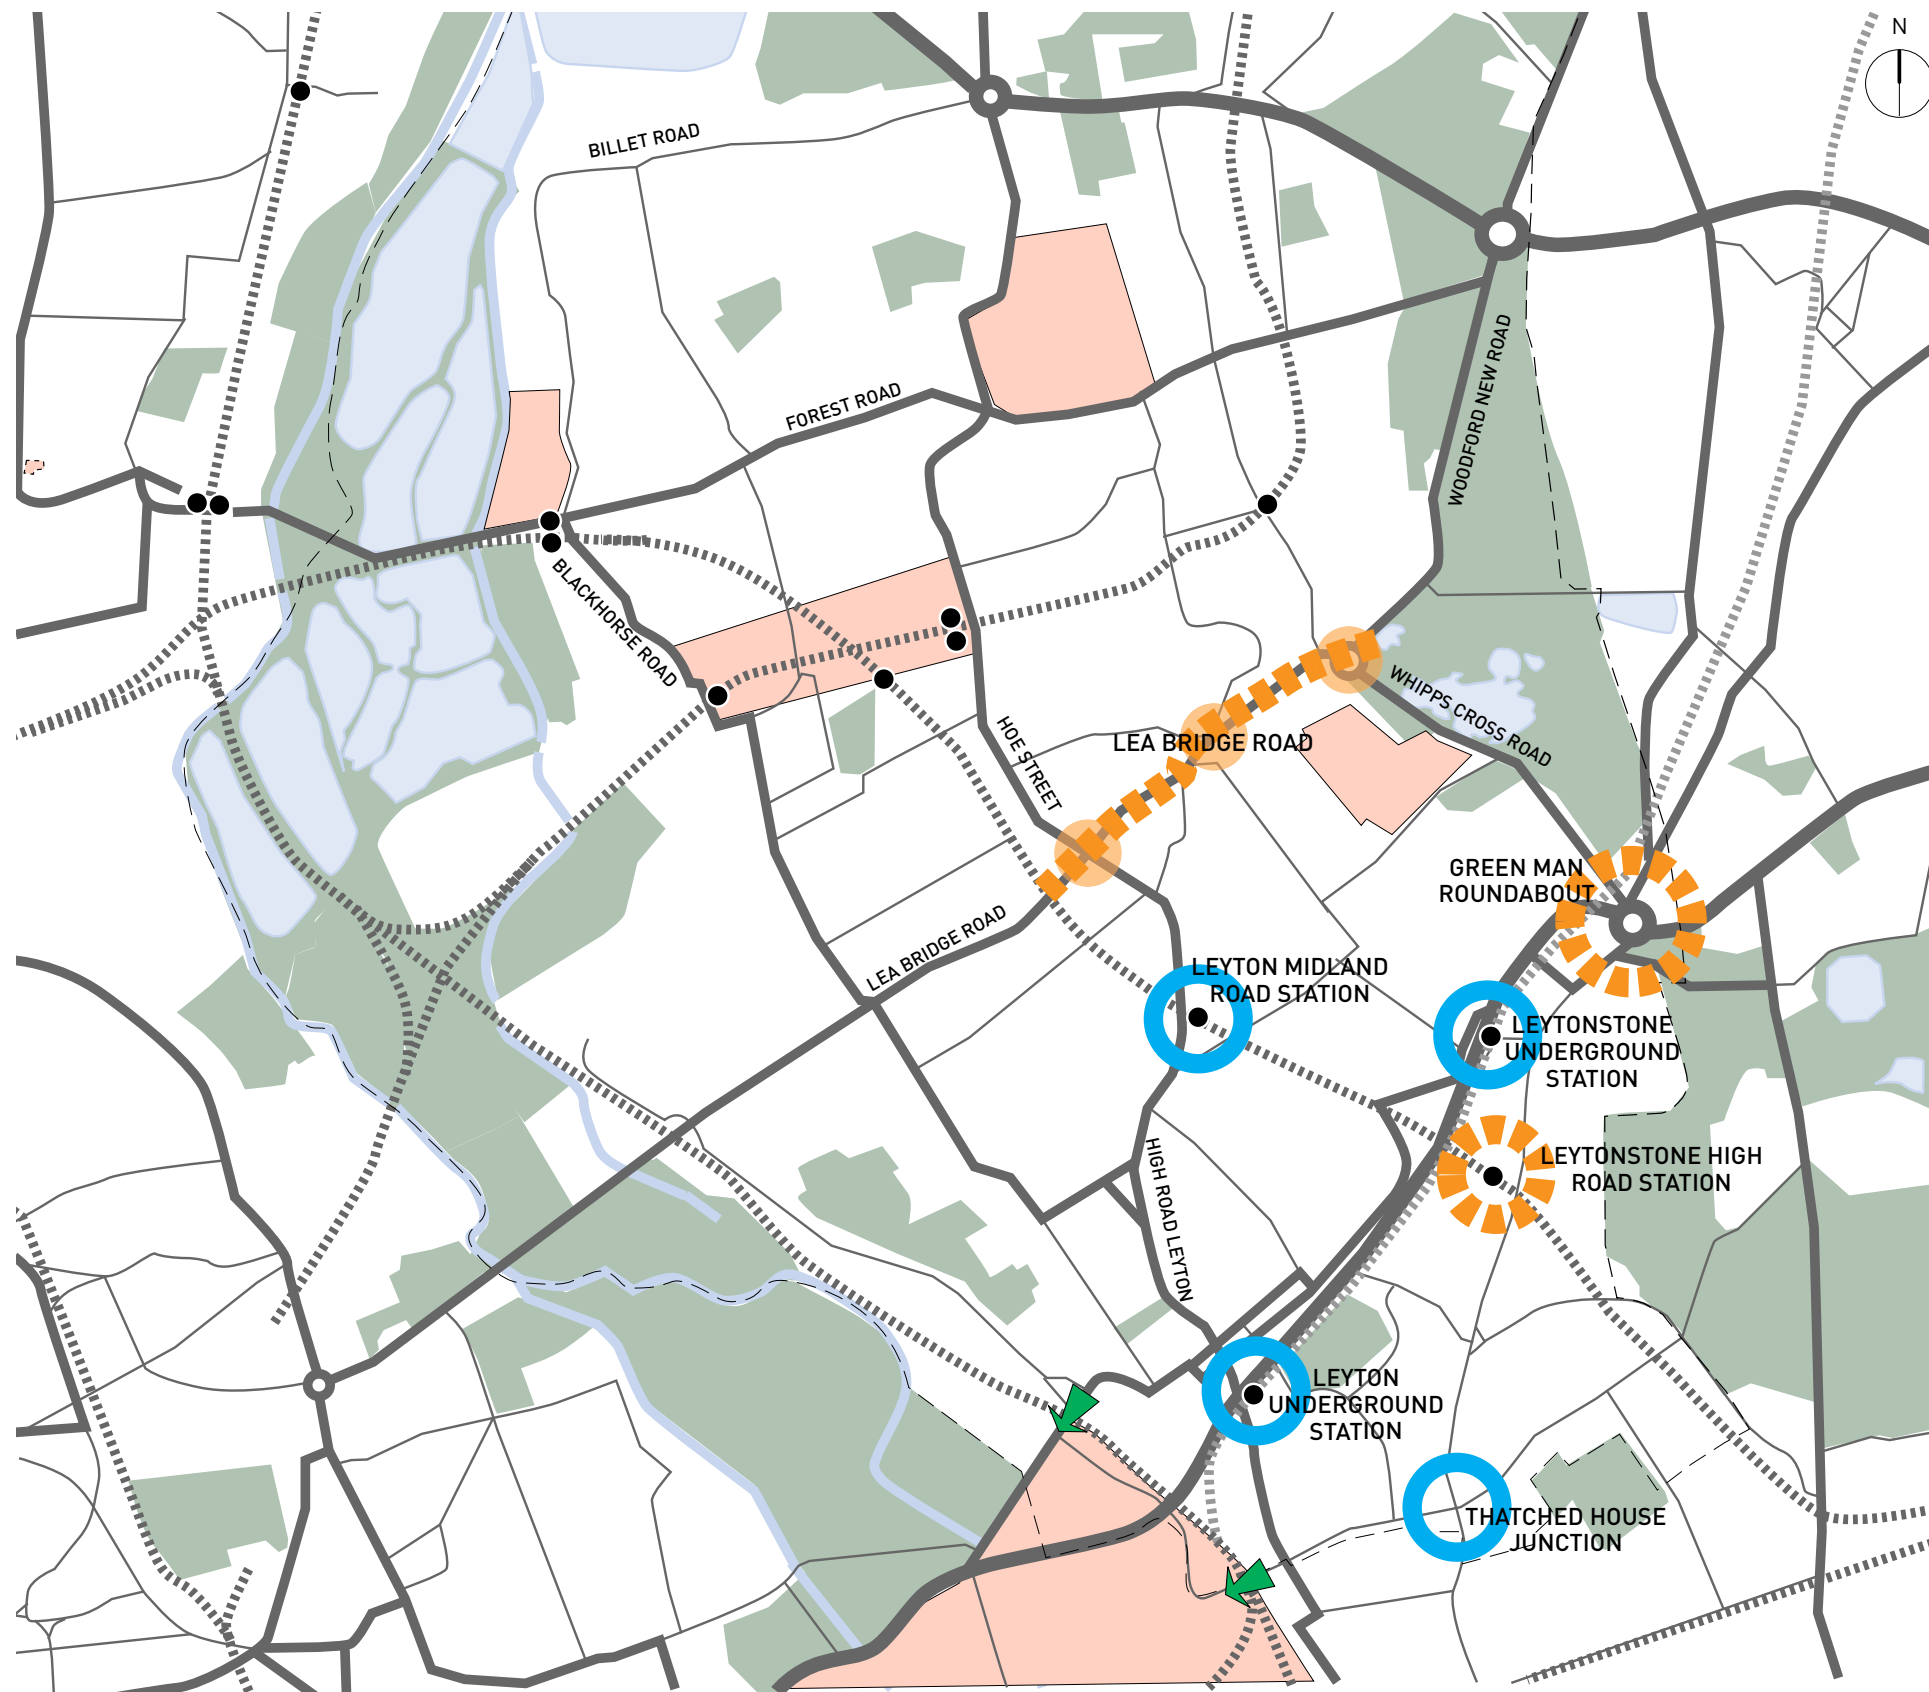 N
BILLET ROAD
FOREST ROAD
WOODFORD NEW ROAD
BLACKHORSE ROAD
WHIPPS CROSS ROAD
HOE STREET
LEA BRIDGE ROAD
GREEN MAN
ROUNDABOUT
LEA BRIDGE ROAD
LEYTON MIDLAND
ROAD STATION
LEYTONSTONE
UNDERGROUND
STATION
HIGH ROAD LEYTON
LEYTONSTONE HIGH
ROAD STATION
LEYTON
UNDERGROUND
STATION
THATCHED HOUSE
JUNCTION